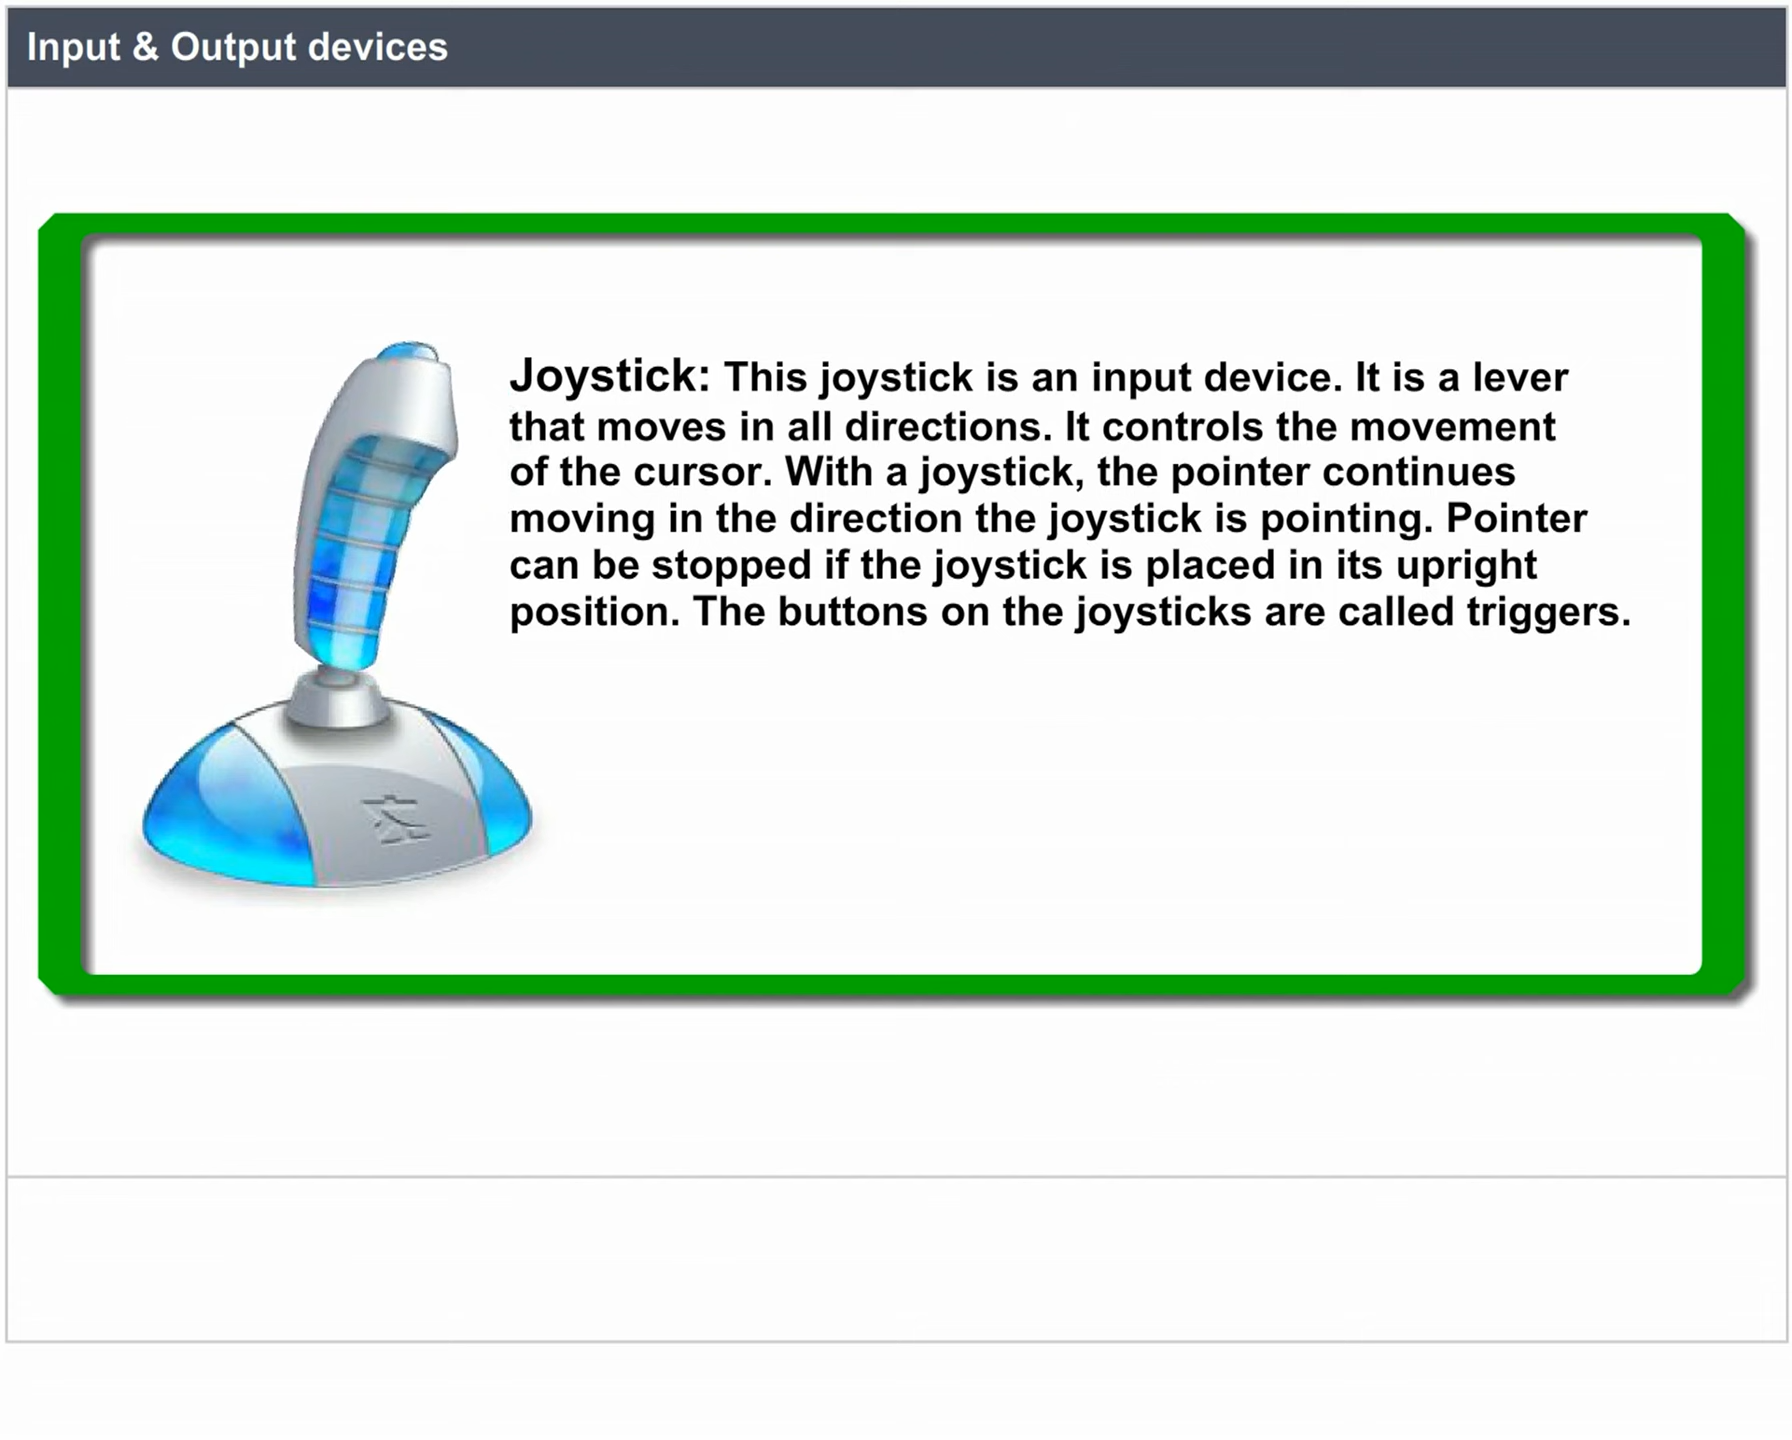 Input & Output devices
Joystick: This joystick is an input device. It is a lever
that moves in all directions. It controls the movement
of the cursor. With a joystick, the pointer continues
moving in the direction the joystick is pointing. Pointer
can be stopped if the joystick is placed in its upright
position. The buttons on the joysticks are called triggers.